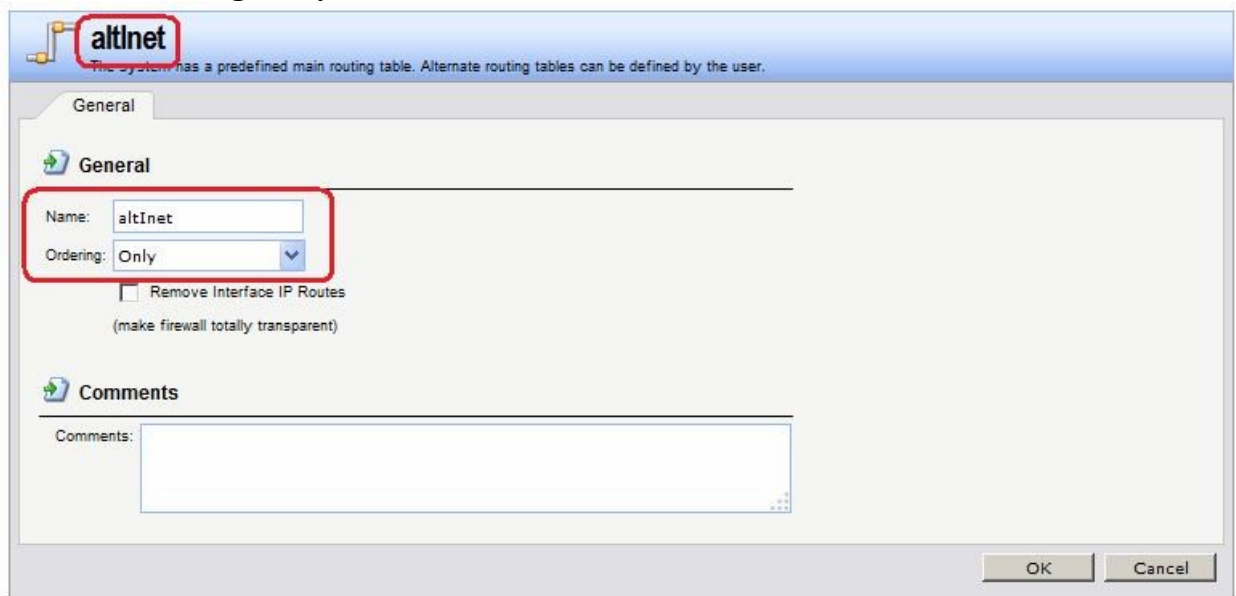 altInet
The system has a predefined main routing table. Alternate routing tables can be defined by the user.
General
General
Name: altInet
Ordering: Only
Remove Interface IP Routes
(make firewall totally transparent)
Comments
Comments:
OK Cancel